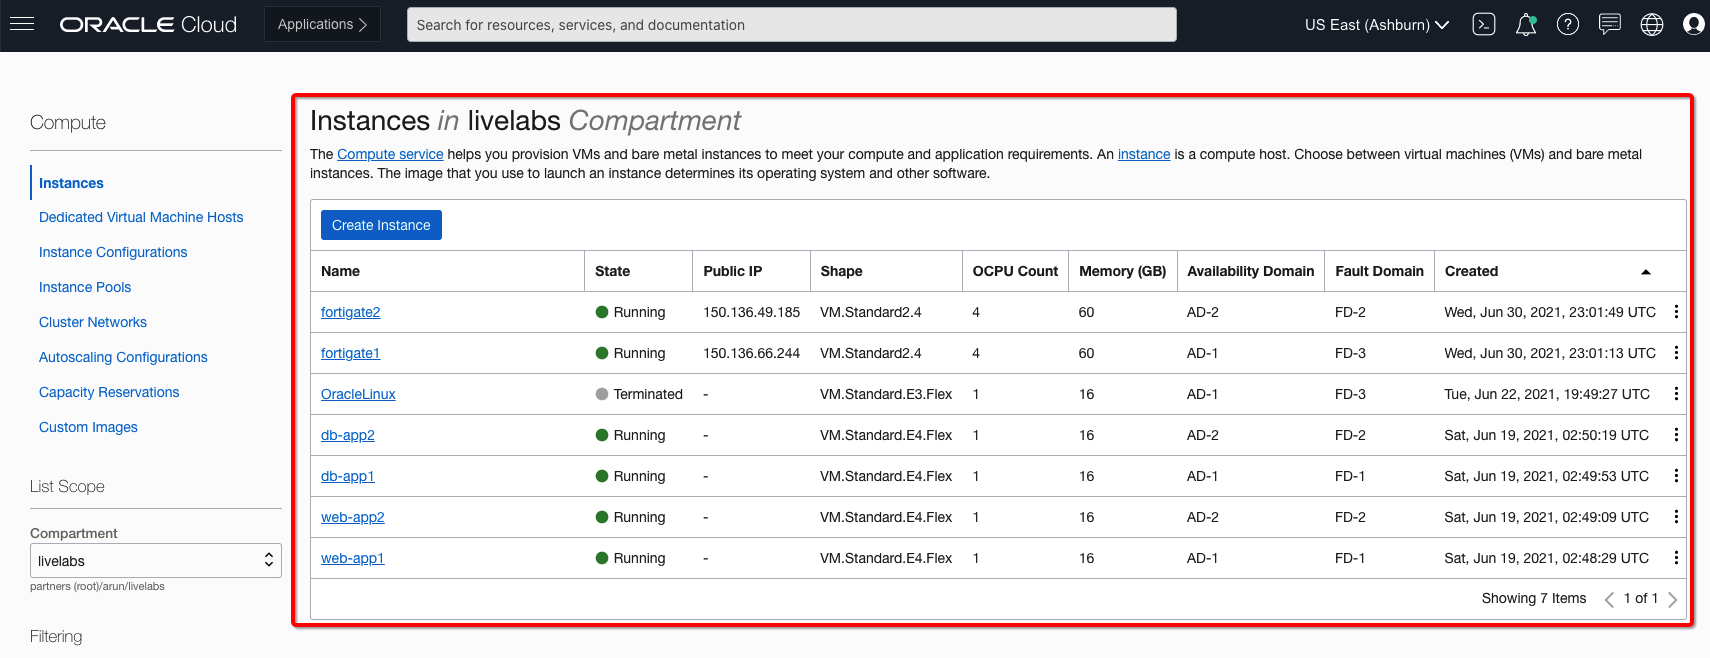 ORACLE Cloud
Applications
Search for resources, services, and documentation
US East (Ashburn)
Compute
Instances
Dedicated Virtual Machine Hosts
Instance Configurations
Instance Pools
Cluster Networks
Autoscaling Configurations
Capacity Reservations
Custom Images
List Scope
Compartment
livelabs
partners (root)/arun/livelabs
Filtering
Instances in livelabs Compartment
The Compute service helps you provision VMs and bare metal instances to meet your compute and application requirements. An instance is a compute host. Choose between virtual machines (VMs) and bare metal
instances. The image that you use to launch an instance determines its operating system and other software.
Create Instance
Name State Public IP Shape OCPU Count Memory (GB) Availability Domain Fault Domain Created
fortigate2 Running 150.136.49.185 VM.Standard2.4 4 60 AD-2 FD-2 Wed, Jun 30, 2021, 23:01:49 UTC
fortigate1 Running 150.136.66.244 VM.Standard2.4 4 60 AD-1 FD-3 Wed, Jun 30, 2021, 23:01:13 UTC
OracleLinux Terminated - VM.Standard.E3.Flex 1 16 AD-1 FD-3 Tue, Jun 22, 2021, 19:49:27 UTC
db-app2 Running - VM.Standard.E4.Flex 1 16 AD-2 FD-2 Sat, Jun 19, 2021, 02:50:19 UTC
db-app1 Running - VM.Standard.E4.Flex 1 16 AD-1 FD-1 Sat, Jun 19, 2021, 02:49:53 UTC
web-app2 Running - VM.Standard.E4.Flex 1 16 AD-2 FD-2 Sat, Jun 19, 2021, 02:49:09 UTC
web-app1 Running - VM.Standard.E4.Flex 1 16 AD-1 FD-1 Sat, Jun 19, 2021, 02:48:29 UTC
Showing 7 Items 1 of 1